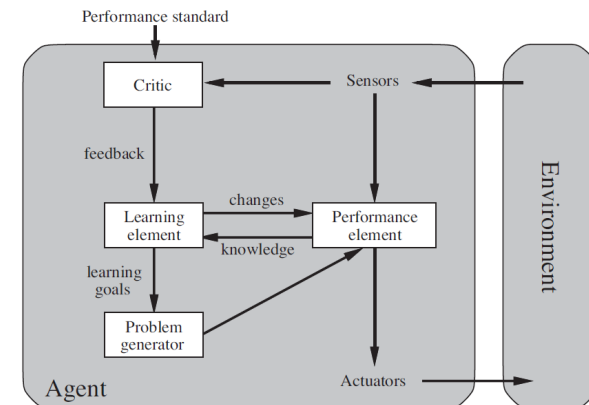 Performance standard
Critic
Sensors
feedback
changes
Learning
element
Performance
element
knowledge
learning
goals
Problem
generator
Agent
Actuators
Environment